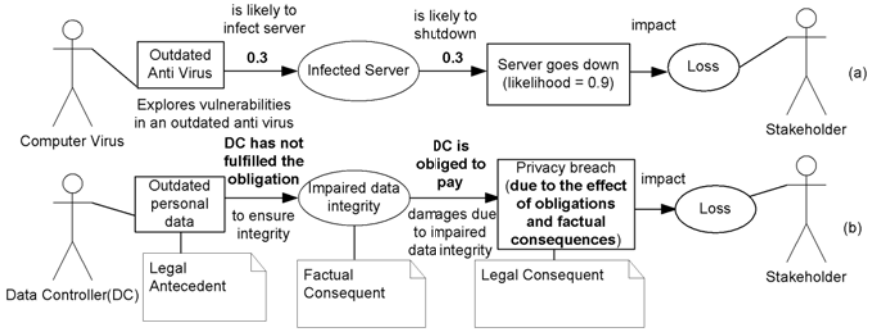 is likely to
infect server
0.3
is likely to
shutdown
0.3
impact
Outdated
Anti Virus
Infected Server
Server goes down
(likelihood = 0.9)
Loss
(a)
Explores vulnerabilities
in an outdated anti virus
Computer Virus
Stakeholder
DC has not
fulfilled the
obligation
DC is
obiged to
pay
Outdated
personal
data
to ensure
integrity
Impaired data
integrity
damages due
to impaired
data integrity
Privacy breach
(due to the effect
of obligations
and factual
consequences)
impact
Loss
(b)
Legal
Antecedent
Factual
Consequent
Legal Consequent
Data Controller(DC)
Stakeholder